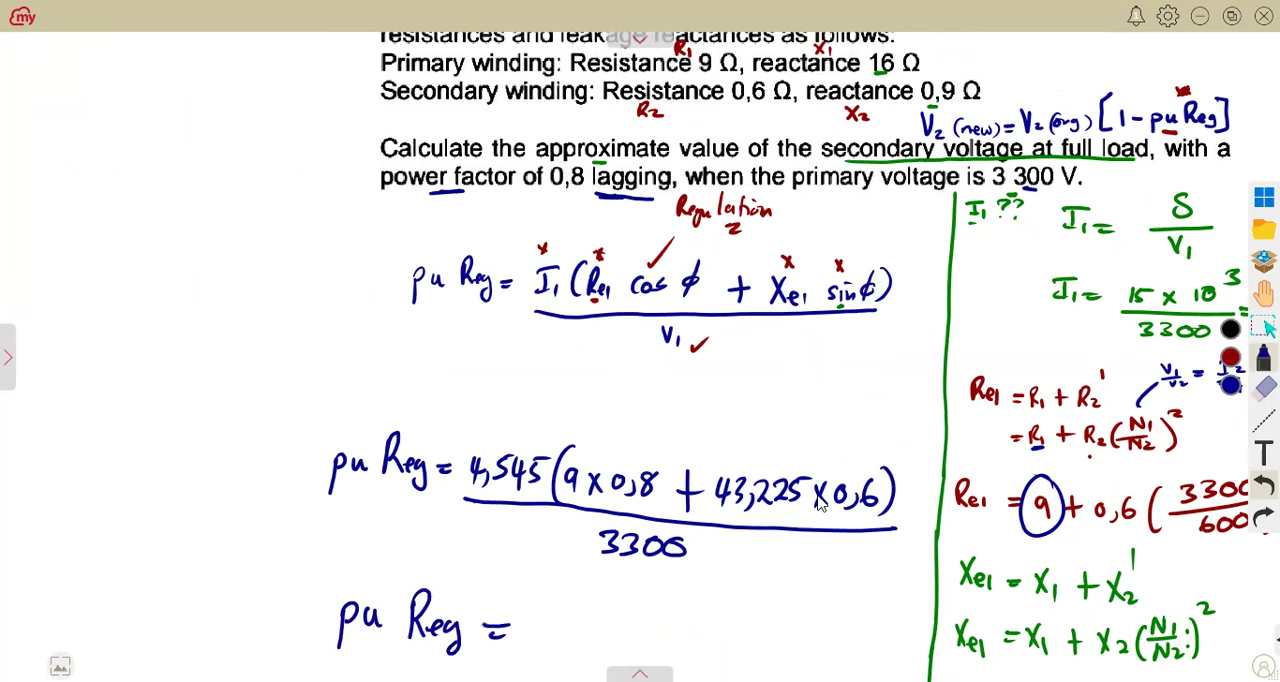 my
resistances and leakage reactances as follows:
R1 X1
Primary winding: Resistance 9 Ω, reactance 16 Ω
Secondary winding: Resistance 0,6 Ω, reactance 0,9 Ω
R2 X2
V2 (new) = V2 (org) [1 - pu Reg]
Calculate the approximate value of the secondary voltage at full load, with a
power factor of 0,8 lagging, when the primary voltage is 3 300 V.
Regulation
pu Reg = I1 (Re1 cos ϕ + Xe1 sin ϕ)
V1 ✓
pu Reg = 4,545 (9 x 0,8 + 43,225 x 0,6)
3300
pu Reg =
I1 ??
I1 = S
V1
I1 = 15 x 10³
3300 =
V1/V2 = I2
Re1 = R1 + R2'
= R1 + R2 (N1/N2)²
Re1 = 9 + 0,6 (3300
600
Xe1 = X1 + X2'
Xe1 = X1 + X2 (N1/N2)²
T